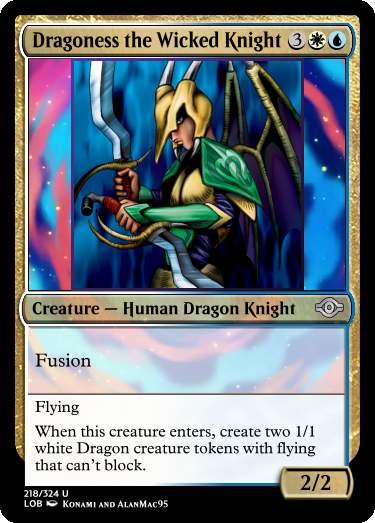 Dragoness the Wicked Knight 3
Creature — Human Dragon Knight
Fusion
Flying
When this creature enters, create two 1/1
white Dragon creature tokens with flying
that can't block.
2/2
218/324 U
LOB Konami and AlanMac95